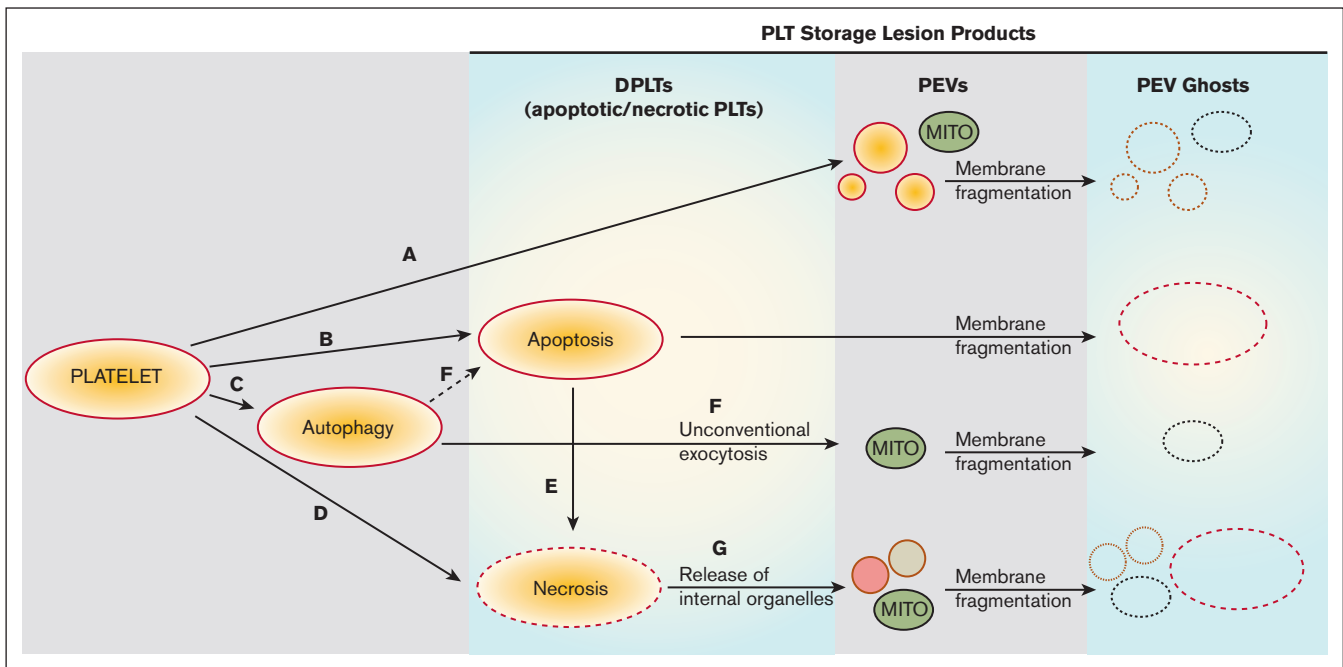 PLT Storage Lesion Products
DPLTs
(apoptotic/necrotic PLTs)
PEVs
PEV Ghosts
MITO
Membrane
fragmentation
A
B
Apoptosis
Membrane
fragmentation
PLATELET
C
F
Autophagy
F
Unconventional
exocytosis
MITO
Membrane
fragmentation
E
D
G
Necrosis
Release of
internal organelles
MITO
Membrane
fragmentation